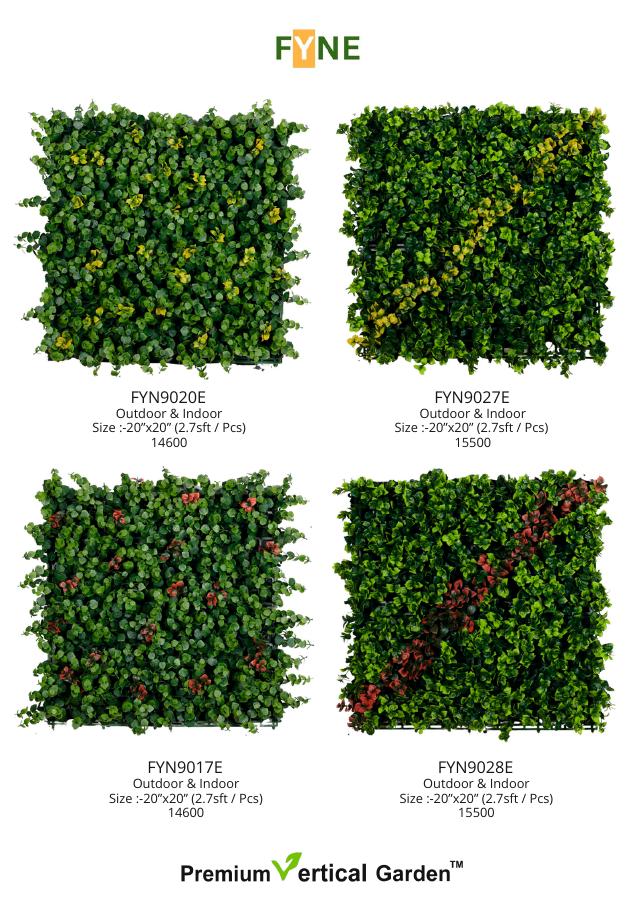 FYNE
FYN9020E
Outdoor & Indoor
Size :-20”x20” (2.7sft / Pcs)
14600
FYN9027E
Outdoor & Indoor
Size :-20”x20” (2.7sft / Pcs)
15500
FYN9017E
Outdoor & Indoor
Size :-20”x20” (2.7sft / Pcs)
14600
FYN9028E
Outdoor & Indoor
Size :-20”x20” (2.7sft / Pcs)
15500
Premium Vertical Garden™